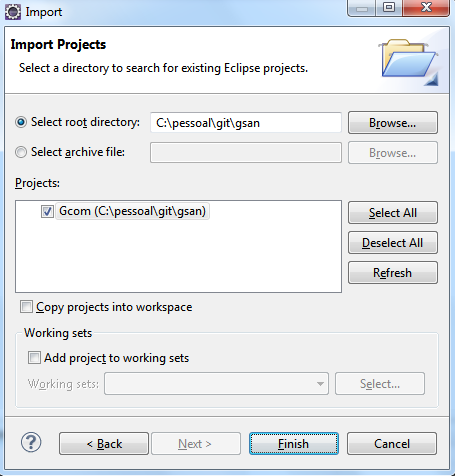 Import
Import Projects
Select a directory to search for existing Eclipse projects.
Select root directory: C:\pessoal\git\gsan Browse...
Select archive file: Browse...
Projects:
Gcom (C:\pessoal\git\gsan)
Select All
Deselect All
Refresh
Copy projects into workspace
Working sets
Add project to working sets
Working sets: Select...
? < Back Next > Finish Cancel